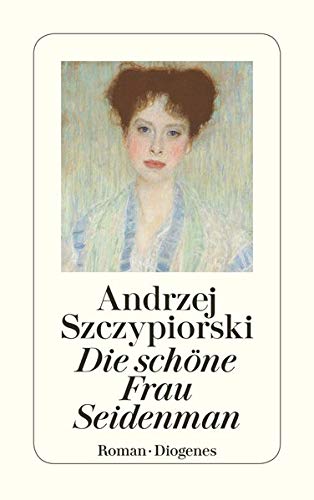 Andrzej
Szczypiorski
Die schöne
Frau
Seidenman
Roman · Diogenes